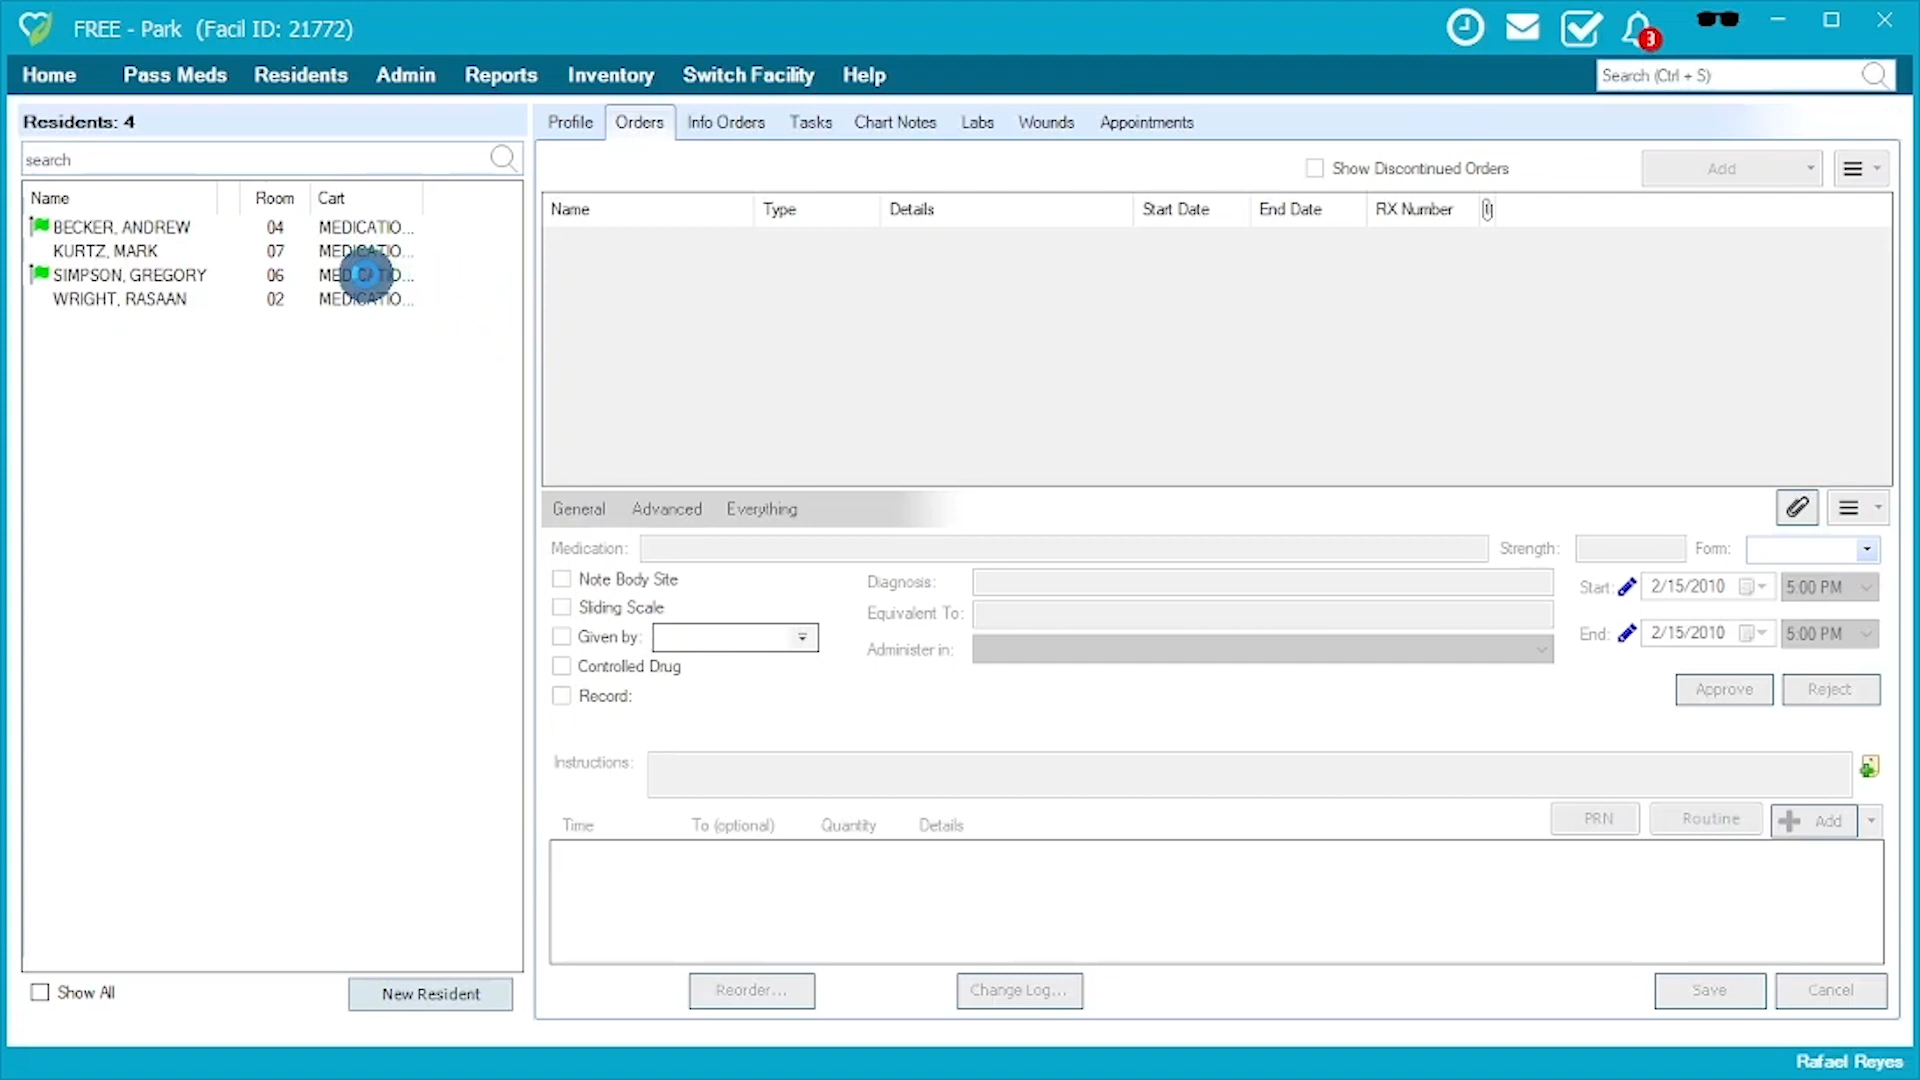 FREE - Park (Facil ID: 21772)
3
Home Pass Meds Residents Admin Reports Inventory Switch Facility Help
Search (Ctrl + S)
Residents: 4
search
Name Room Cart
BECKER, ANDREW 04 MEDICATIO...
KURTZ, MARK 07 MEDICATIO...
SIMPSON, GREGORY 06 MEDICATIO...
WRIGHT, RASAAN 02 MEDICATIO...
Show All
New Resident
Profile Orders Info Orders Tasks Chart Notes Labs Wounds Appointments
Show Discontinued Orders
Add
Name Type Details Start Date End Date RX Number
General Advanced Everything
Medication: Strength: Form:
Note Body Site
Diagnosis:
Start: 2/15/2010 5:00 PM
Sliding Scale
Equivalent To:
Given by:
Administer in:
End: 2/15/2010 5:00 PM
Controlled Drug
Record:
Approve Reject
Instructions:
Time To (optional) Quantity Details
PRN Routine Add
Reorder... Change Log...
Save Cancel
Rafael Reyes